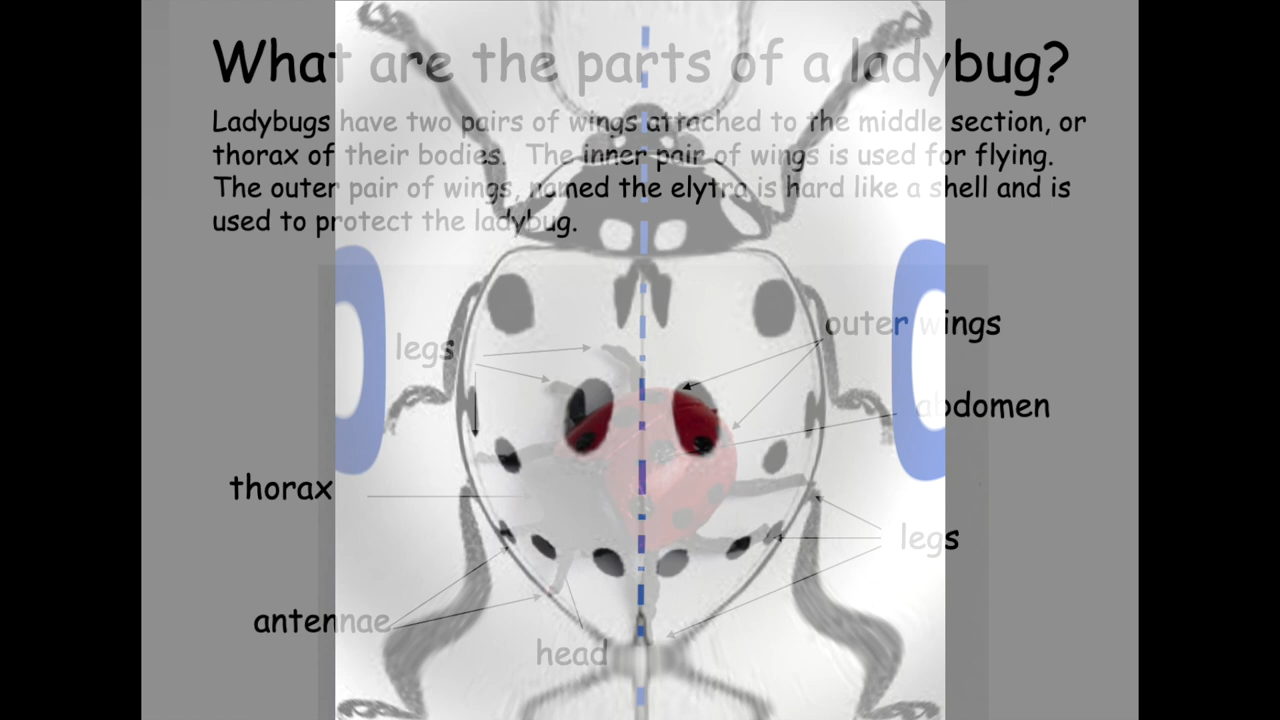 What are the parts of a ladybug?
Ladybugs have two pairs of wings attached to the middle section, or
thorax of their bodies. The inner pair of wings is used for flying.
The outer pair of wings, named the elytra is hard like a shell and is
used to protect the ladybug.
outer wings
legs
abdomen
thorax
legs
antennae
head